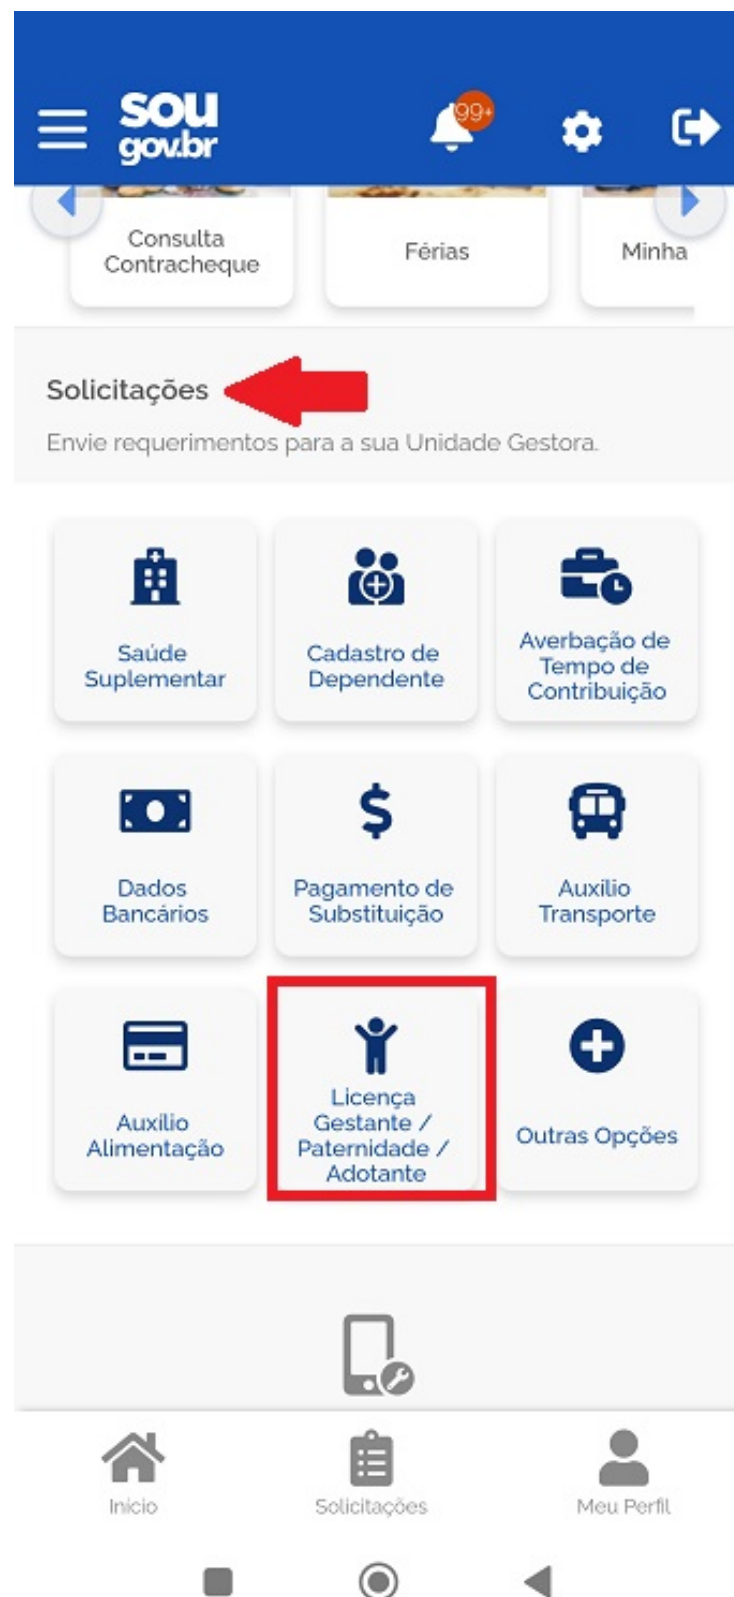 sou
gov.br
99+
Consulta
Contracheque
Férias
Minha
Solicitações
Envie requerimentos para a sua Unidade Gestora.
Saúde
Suplementar
Cadastro de
Dependente
Averbação de
Tempo de
Contribuição
Dados
Bancários
Pagamento de
Substituição
Auxilio
Transporte
Auxílio
Alimentação
Licença
Gestante /
Paternidade /
Adotante
Outras Opções
Início
Solicitações
Meu Perfil